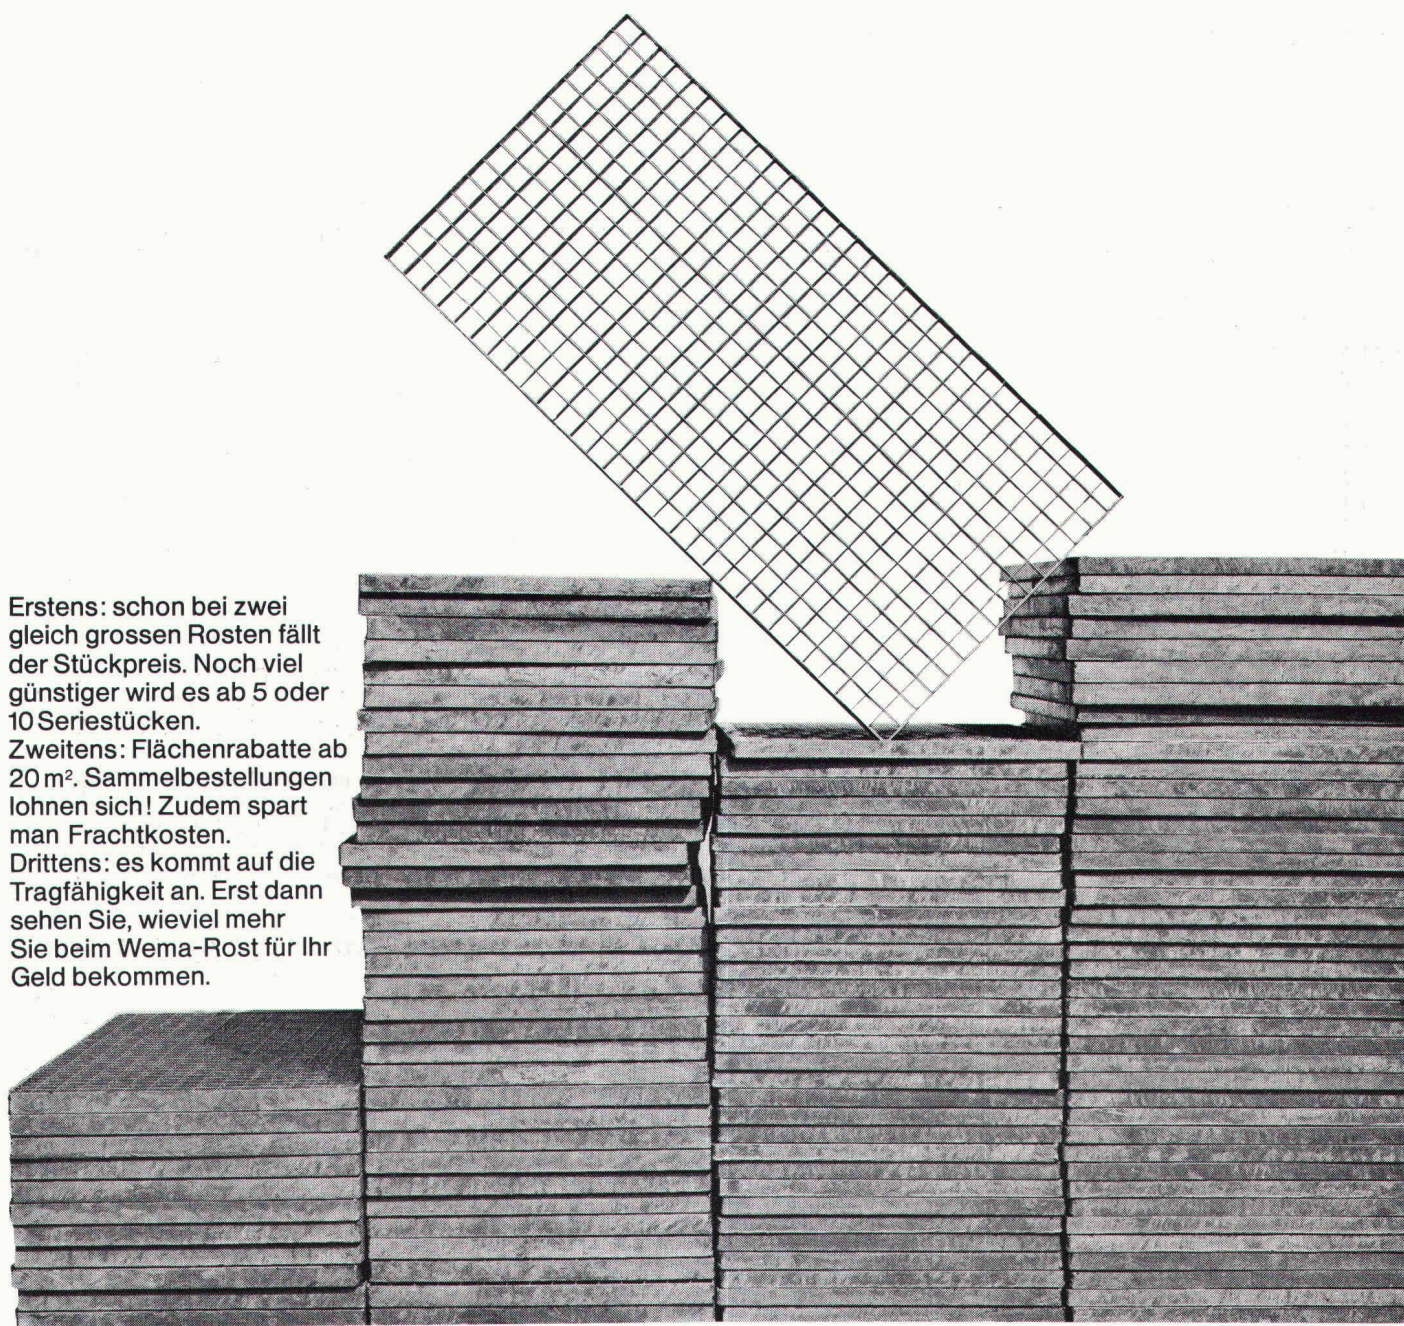 Erstens: schon bei zwei
gleich grossen Rosten fällt
der Stückpreis. Noch viel
günstiger wird es ab 5 oder
10 Seriestücken.
Zweitens: Flächenrabatte ab
20 m². Sammelbestellungen
lohnen sich! Zudem spart
man Frachtkosten.
Drittens: es kommt auf die
Tragfähigkeit an. Erst dann
sehen Sie, wieviel mehr
Sie beim Wema-Rost für Ihr
Geld bekommen.